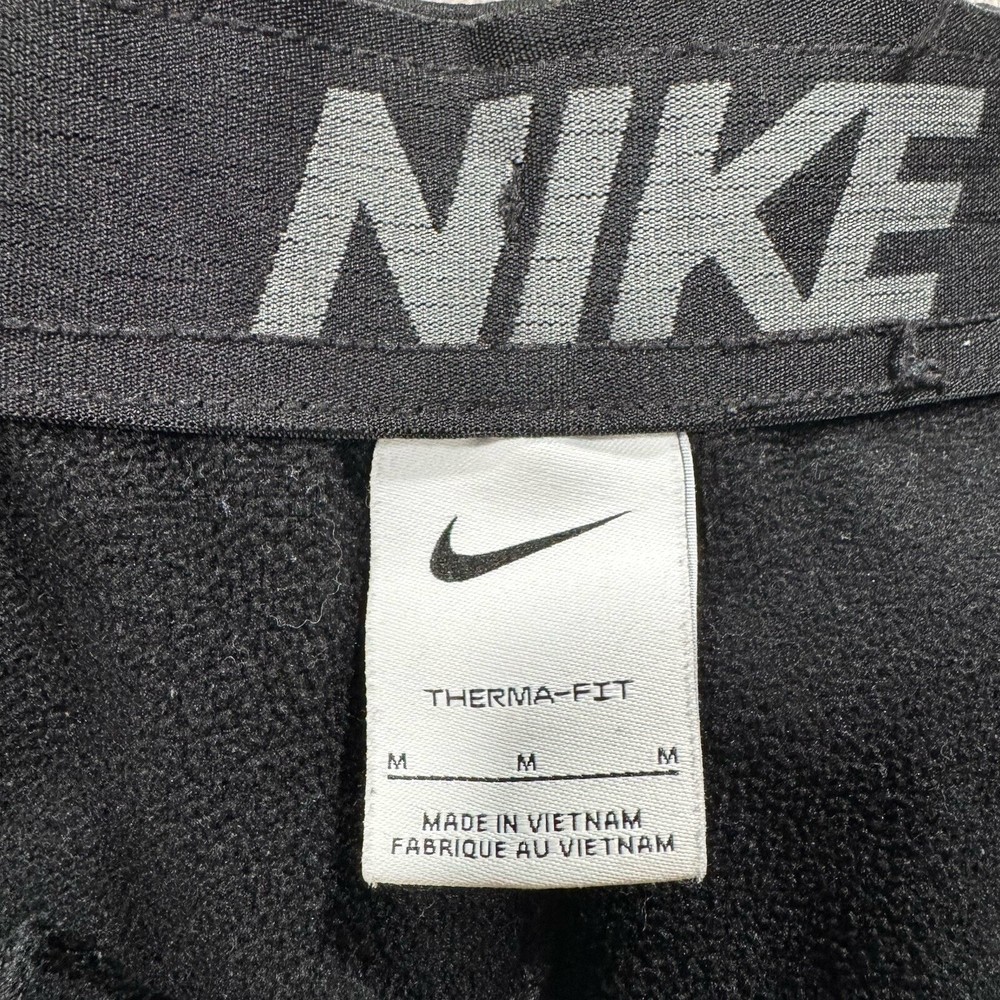 NIKE
THERMA-FIT
M M M
MADE IN VIETNAM
FABRIQUE AU VIETNAM